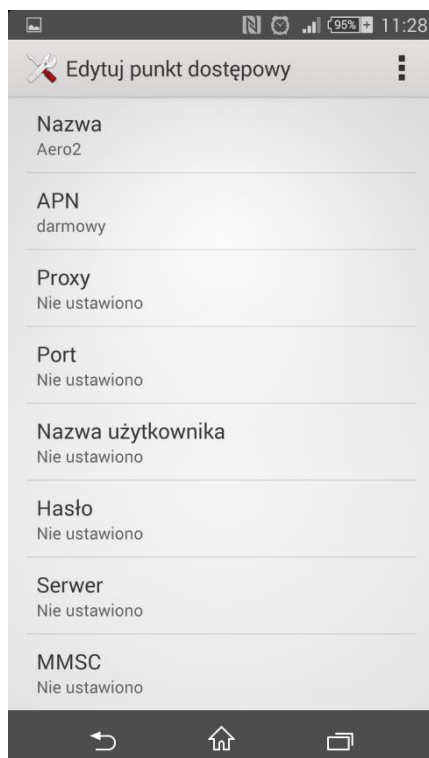 95% 11:28
Edytuj punkt dostępowy
Nazwa
Aero2
APN
darmowy
Proxy
Nie ustawiono
Port
Nie ustawiono
Nazwa użytkownika
Nie ustawiono
Hasło
Nie ustawiono
Serwer
Nie ustawiono
MMSC
Nie ustawiono